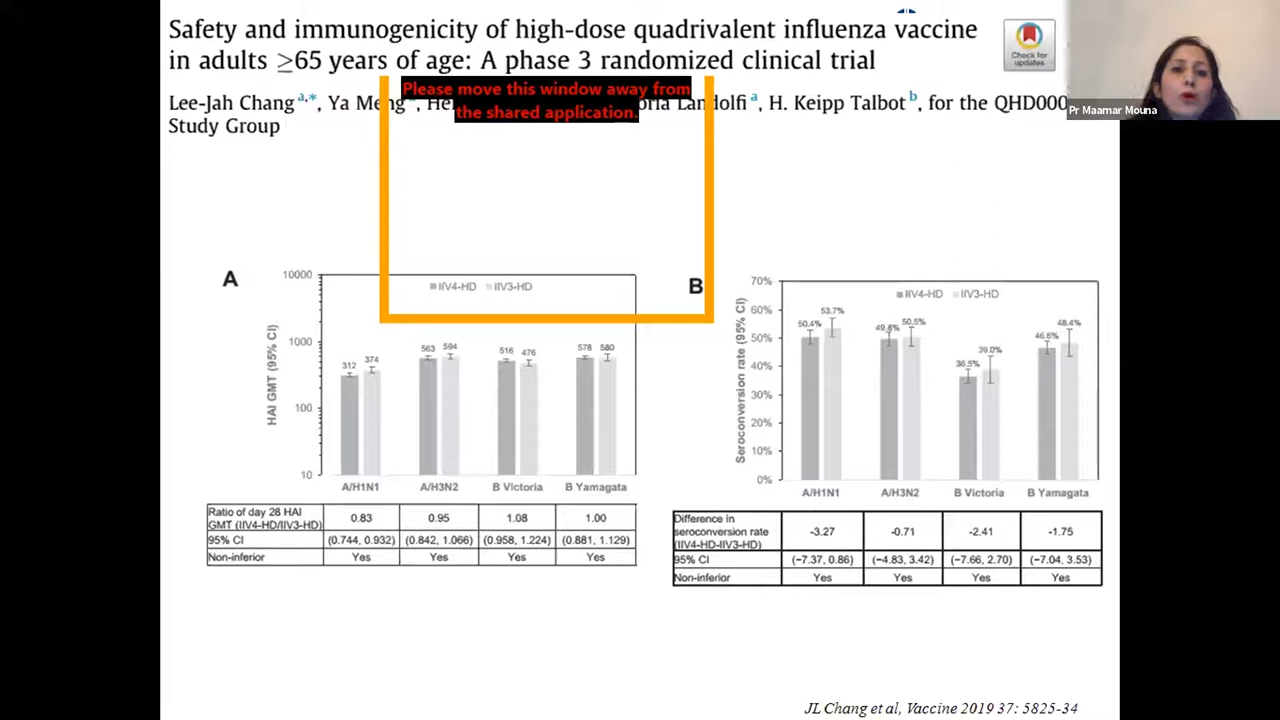 Safety and immunogenicity of high-dose quadrivalent influenza vaccine
in adults ≥65 years of age: A phase 3 randomized clinical trial
Check for
updates
Please move this window away from
the shared application.
Lee-Jah Chang a,*, Ya Meng, He oria Landolfi a, H. Keipp Talbot b, for the QHD000
Study Group
Pr Maamar Mouna
A
HAI GMT (95% CI)
10000
1000
100
10
IIV4-HD IIV3-HD
312 374 563 594 516 476 578 580
A/H1N1 A/H3N2 B Victoria B Yamagata
Ratio of day 28 HAI
GMT (IIV4-HD/IIV3-HD) 0.83 0.95 1.08 1.00
95% CI (0.744, 0.932) (0.842, 1.066) (0.958, 1.224) (0.881, 1.129)
Non-inferior Yes Yes Yes Yes
B
Seroconversion rate (95% CI)
70%
60%
50%
40%
30%
20%
10%
0%
IIV4-HD IIV3-HD
50.4% 53.7% 49.8% 50.5% 36.5% 39.0% 46.6% 48.4%
A/H1N1 A/H3N2 B Victoria B Yamagata
Difference in
seroconversion rate
(IIV4-HD-IIV3-HD) -3.27 -0.71 -2.41 -1.75
95% CI (−7.37, 0.86) (−4.83, 3.42) (−7.66, 2.70) (−7.04, 3.53)
Non-inferior Yes Yes Yes Yes
JL Chang et al, Vaccine 2019 37: 5825-34